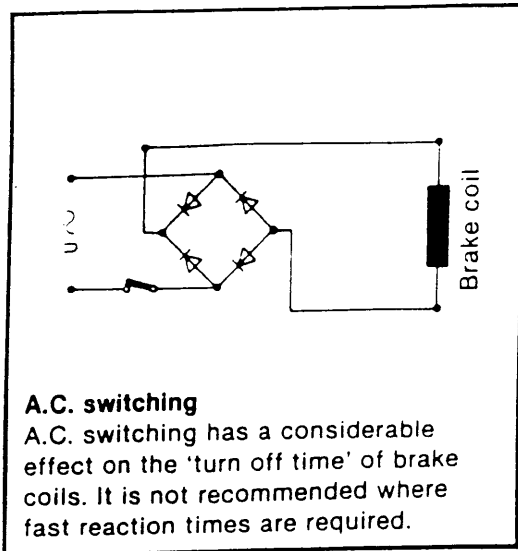 Brake coil
A.C. switching
A.C. switching has a considerable
effect on the 'turn off time' of brake
coils. It is not recommended where
fast reaction times are required.